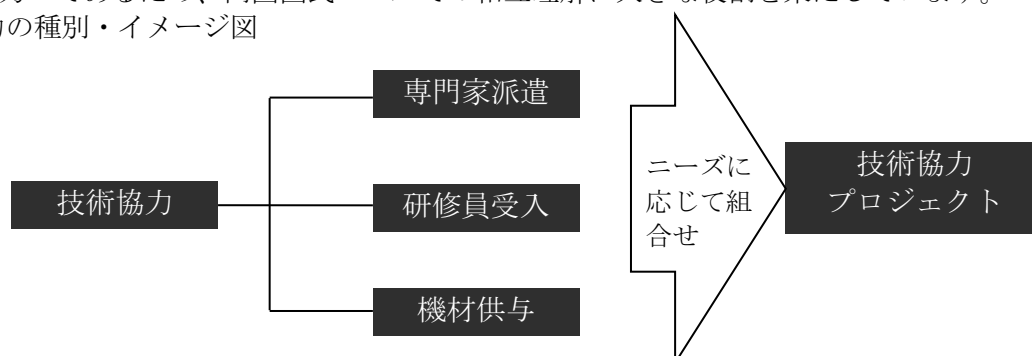 の種別・イメージ図
専門家派遣
技術協力
研修員受入
機材供与
ニーズに
応じて組
合せ
技術協力
プロジェクト